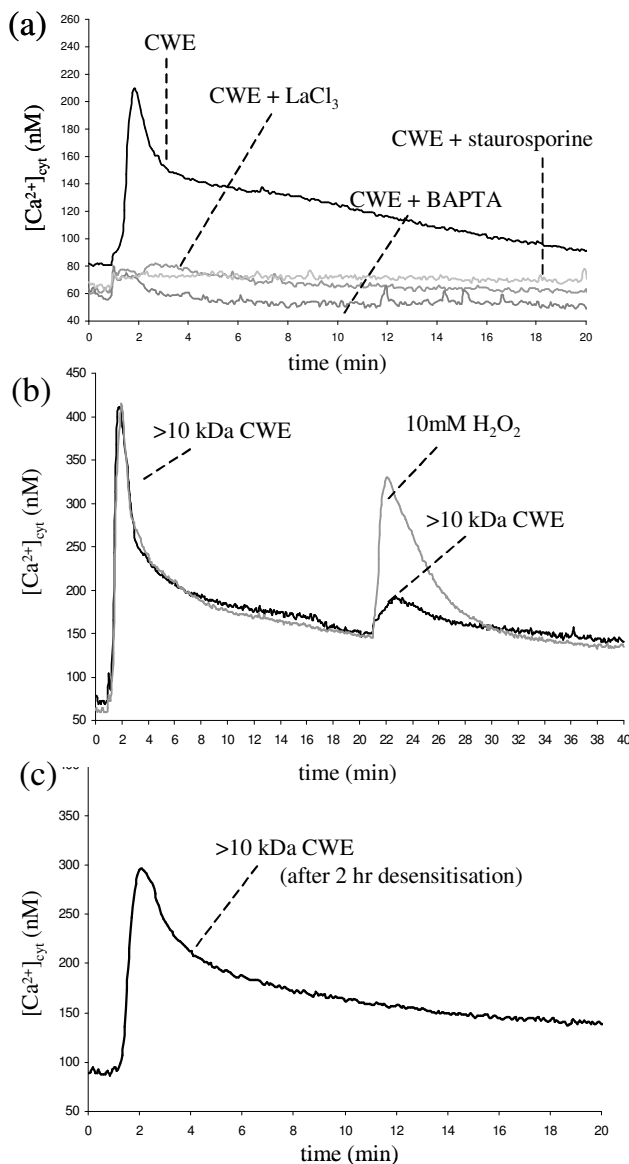 (a)
260
240
220
200
180
160
140
120
100
80
60
40
[Ca²⁺]cyt (nM)
CWE
CWE + LaCl₃
CWE + staurosporine
CWE + BAPTA
0 2 4 6 8 10 12 14 16 18 20
time (min)
(b)
450
400
350
300
250
200
150
100
50
[Ca²⁺]cyt (nM)
>10 kDa CWE
10mM H₂O₂
>10 kDa CWE
0 2 4 6 8 10 12 14 16 18 20 22 24 26 28 30 32 34 36 38 40
time (min)
(c)
400
350
300
250
200
150
100
50
[Ca²⁺]cyt (nM)
>10 kDa CWE
(after 2 hr desensitisation)
0 2 4 6 8 10 12 14 16 18 20
time (min)